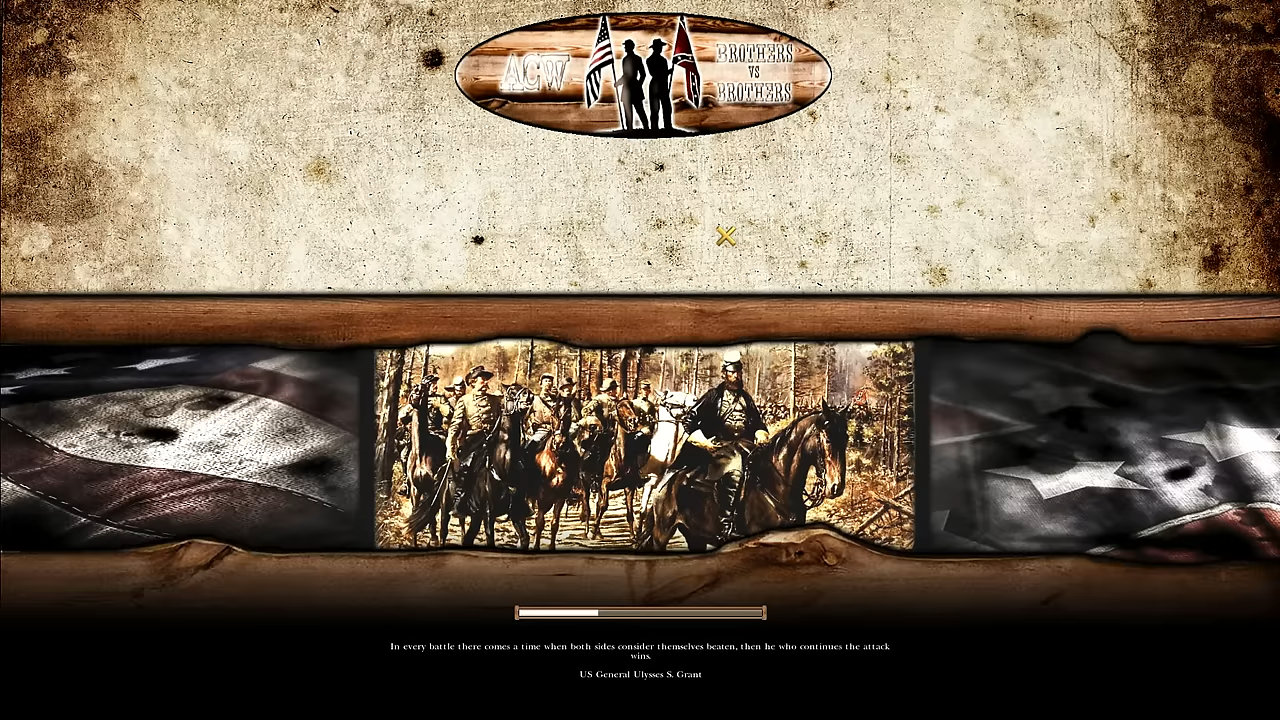 ACW
BROTHERS
VS
BROTHERS
In every battle there comes a time when both sides consider themselves beaten, then he who continues the attack
wins.
US General Ulysses S. Grant